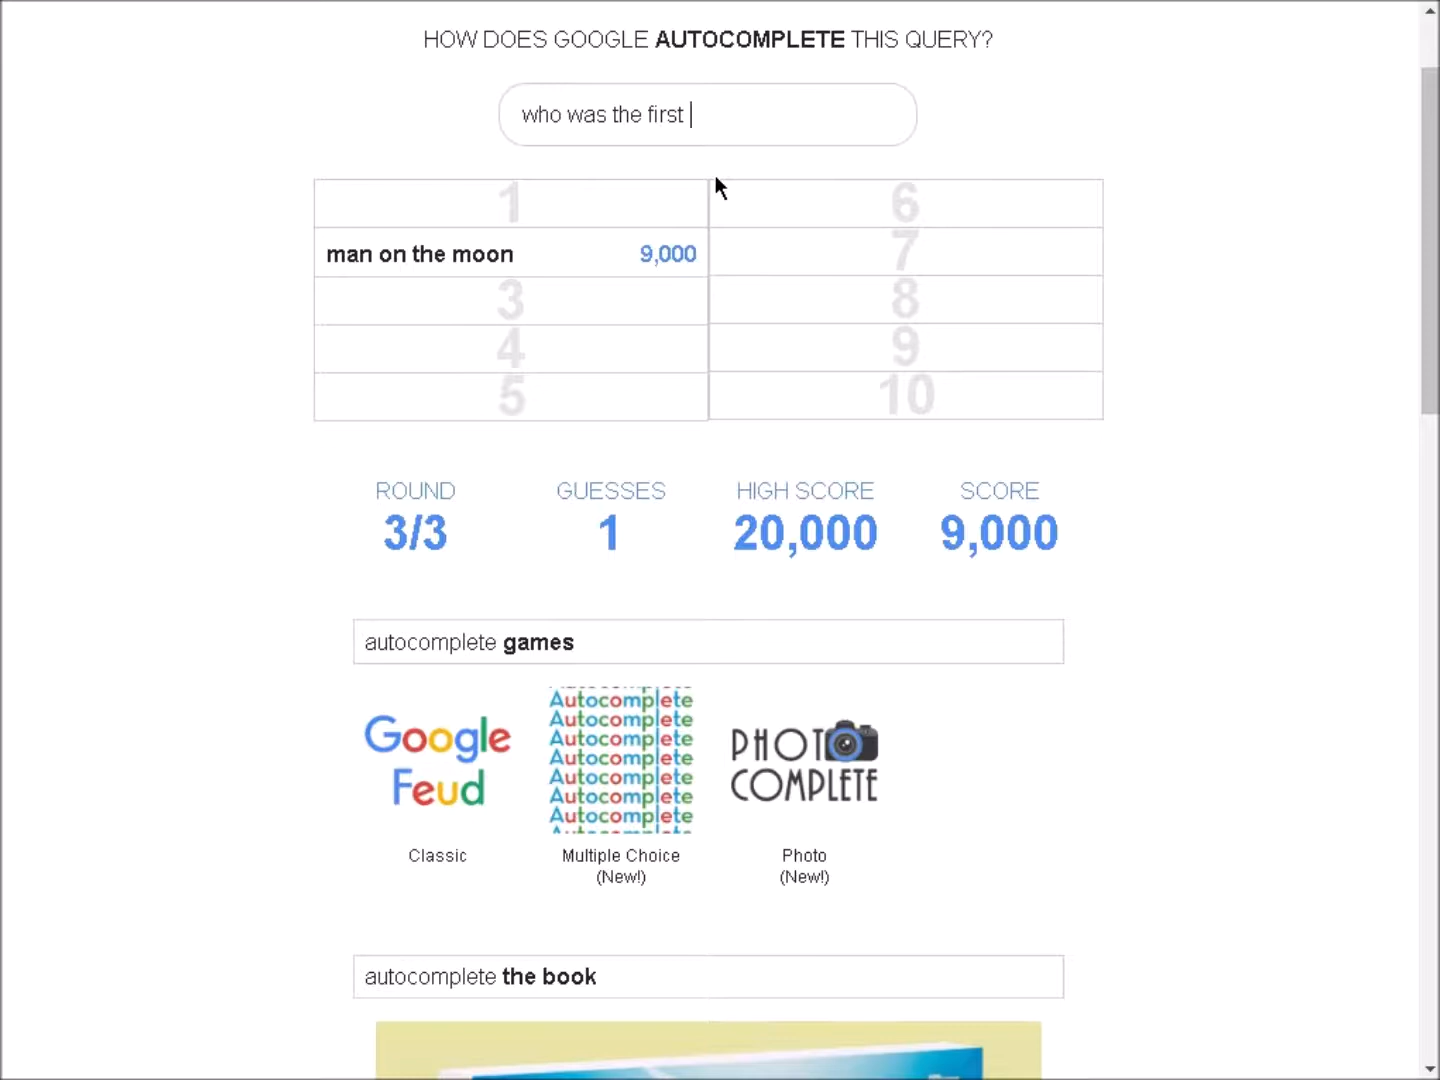 HOW DOES GOOGLE AUTOCOMPLETE THIS QUERY?
who was the first
1
man on the moon 9,000
3
4
5
6
7
8
9
10
ROUND GUESSES HIGH SCORE SCORE
3/3 1 20,000 9,000
autocomplete games
Google
Feud
Autocomplete
Autocomplete
Autocomplete
Autocomplete
Autocomplete
Autocomplete
Autocomplete
PHOTO
COMPLETE
Classic
Multiple Choice
(New!)
Photo
(New!)
autocomplete the book